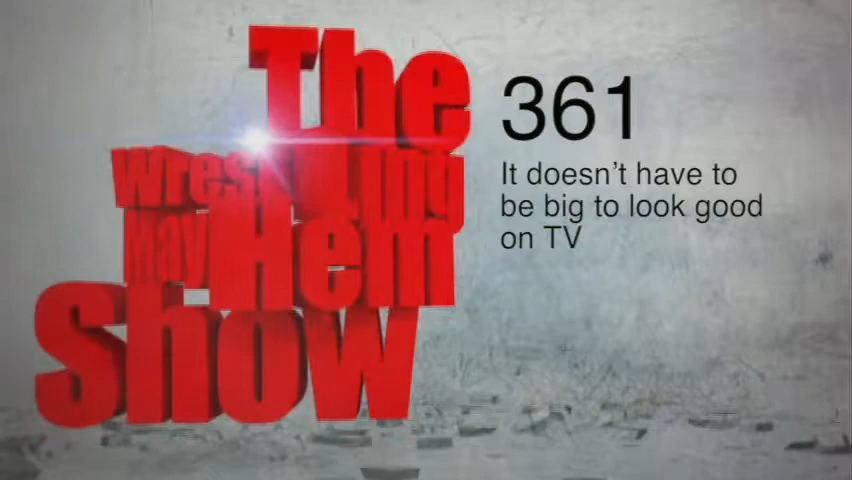 The
Wrestling
MayHem
Show
361
It doesn't have to
be big to look good
on TV